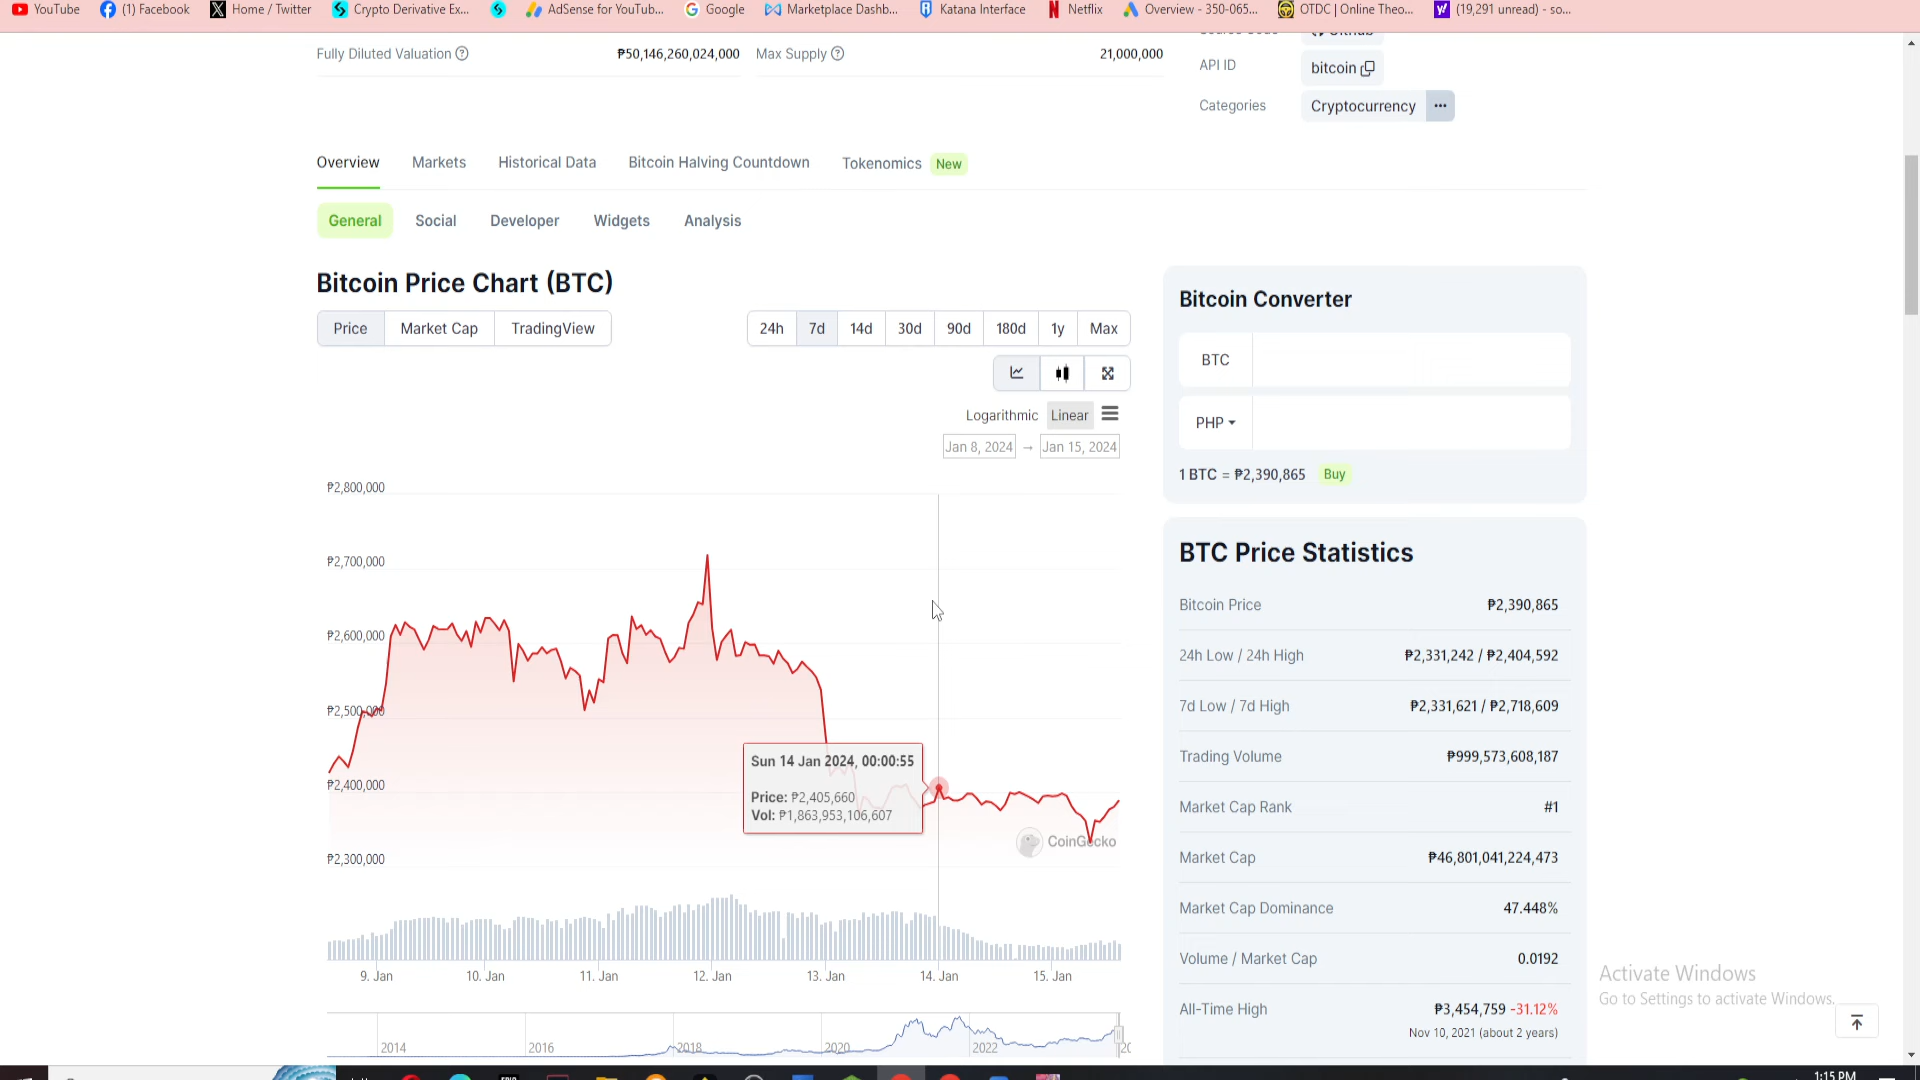 YouTube (1) Facebook Home / Twitter Crypto Derivative Ex... AdSense for YouTub... Google Marketplace Dashb... Katana Interface Netflix Overview - 350-065... OTDC | Online Theo... (19,291 unread) - so...
Fully Diluted Valuation ₱50,146,260,024,000 Max Supply 21,000,000
API ID bitcoin
Categories Cryptocurrency ...
Overview Markets Historical Data Bitcoin Halving Countdown Tokenomics New
General Social Developer Widgets Analysis
Bitcoin Price Chart (BTC)
Price Market Cap TradingView 24h 7d 14d 30d 90d 180d 1y Max
Logarithmic Linear
Jan 8, 2024 → Jan 15, 2024
₱2,800,000
₱2,700,000
₱2,600,000
₱2,500,000
₱2,400,000
₱2,300,000
Sun 14 Jan 2024, 00:00:55
Price: ₱2,405,660
Vol: ₱1,863,953,106,607
CoinGecko
9. Jan 10. Jan 11. Jan 12. Jan 13. Jan 14. Jan 15. Jan
2014 2016 2018 2020 2022
Bitcoin Converter
BTC
PHP
1 BTC = ₱2,390,865 Buy
BTC Price Statistics
Bitcoin Price ₱2,390,865
24h Low / 24h High ₱2,331,242 / ₱2,404,592
7d Low / 7d High ₱2,331,621 / ₱2,718,609
Trading Volume ₱999,573,608,187
Market Cap Rank #1
Market Cap ₱46,801,041,224,473
Market Cap Dominance 47.448%
Volume / Market Cap 0.0192
All-Time High ₱3,454,759 -31.12%
Nov 10, 2021 (about 2 years)
Activate Windows
Go to Settings to activate Windows.
1:15 PM